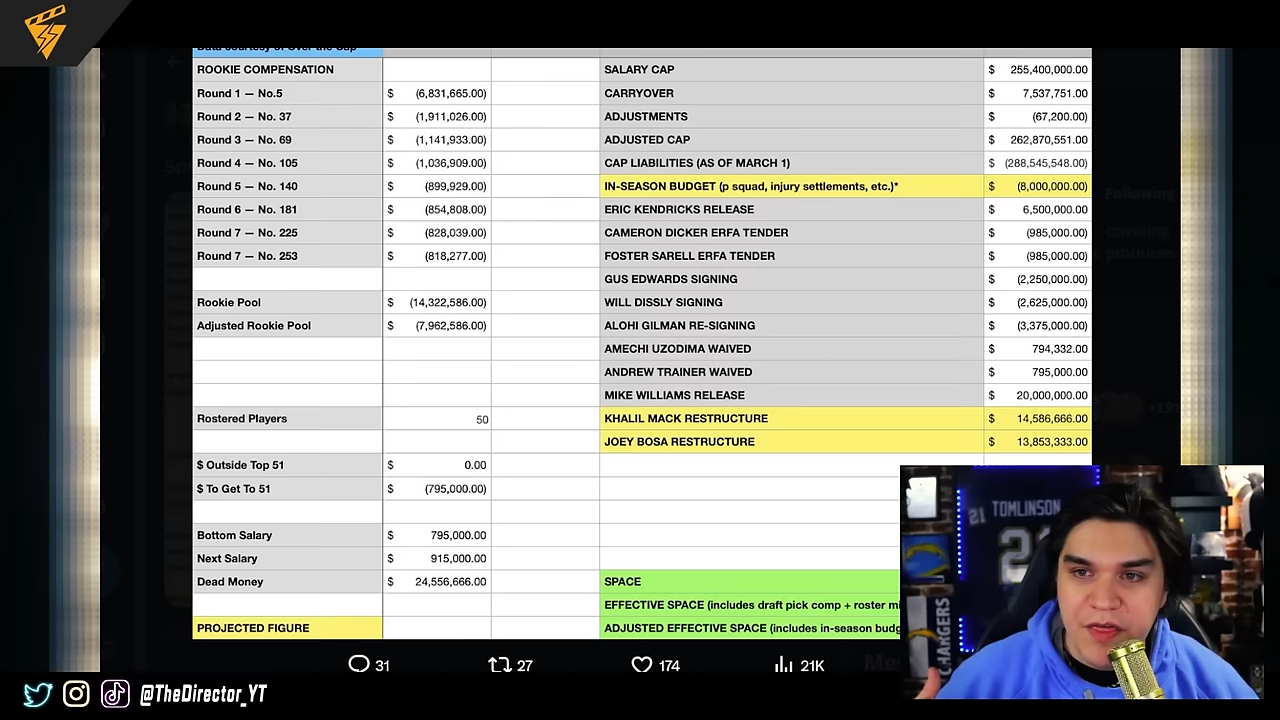 Data courtesy of Over the Cap
ROOKIE COMPENSATION
Round 1 — No.5 $ (6,831,665.00)
Round 2 — No. 37 $ (1,911,026.00)
Round 3 — No. 69 $ (1,141,933.00)
Round 4 — No. 105 $ (1,036,909.00)
Round 5 — No. 140 $ (899,929.00)
Round 6 — No. 181 $ (854,808.00)
Round 7 — No. 225 $ (828,039.00)
Round 7 — No. 253 $ (818,277.00)
Rookie Pool $ (14,322,586.00)
Adjusted Rookie Pool $ (7,962,586.00)
Rostered Players 50
$ Outside Top 51 $ 0.00
$ To Get To 51 $ (795,000.00)
Bottom Salary $ 795,000.00
Next Salary $ 915,000.00
Dead Money $ 24,556,666.00
PROJECTED FIGURE
SALARY CAP $ 255,400,000.00
CARRYOVER $ 7,537,751.00
ADJUSTMENTS $ (67,200.00)
ADJUSTED CAP $ 262,870,551.00
CAP LIABILITIES (AS OF MARCH 1) $ (288,545,548.00)
IN-SEASON BUDGET (p squad, injury settlements, etc.)* $ (8,000,000.00)
ERIC KENDRICKS RELEASE $ 6,500,000.00
CAMERON DICKER ERFA TENDER $ (985,000.00)
FOSTER SARELL ERFA TENDER $ (985,000.00)
GUS EDWARDS SIGNING $ (2,250,000.00)
WILL DISSLY SIGNING $ (2,625,000.00)
ALOHI GILMAN RE-SIGNING $ (3,375,000.00)
AMECHI UZODIMA WAIVED $ 794,332.00
ANDREW TRAINER WAIVED $ 795,000.00
MIKE WILLIAMS RELEASE $ 20,000,000.00
KHALIL MACK RESTRUCTURE $ 14,586,666.00
JOEY BOSA RESTRUCTURE $ 13,853,333.00
SPACE
EFFECTIVE SPACE (includes draft pick comp + roster mi
ADJUSTED EFFECTIVE SPACE (includes in-season budg
Following
31 27 174 21K
21 TOMLINSON
CHARGERS
@TheDirector_YT